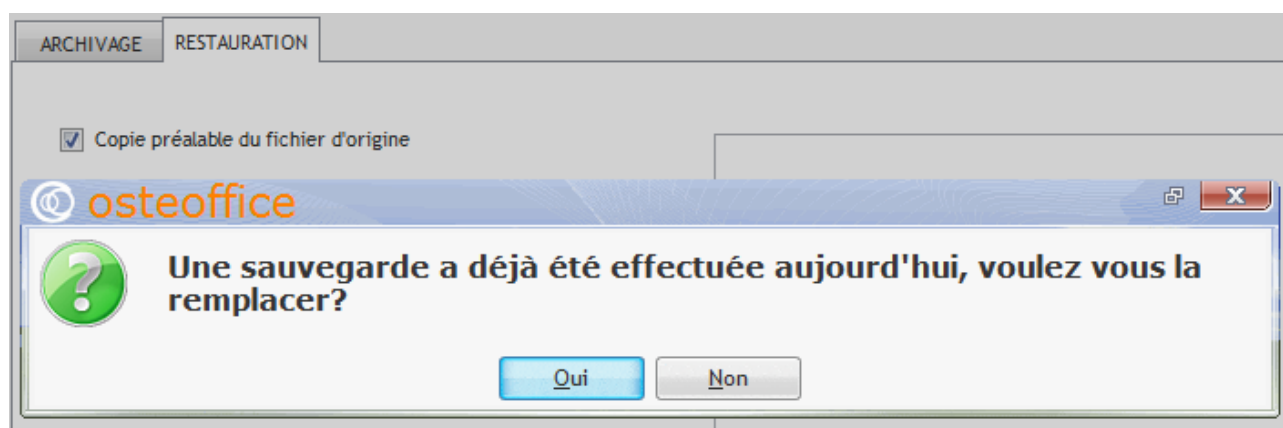 ARCHIVAGE RESTAURATION
Copie préalable du fichier d'origine
osteoffice
Une sauvegarde a déjà été effectuée aujourd'hui, voulez vous la
remplacer?
Oui Non